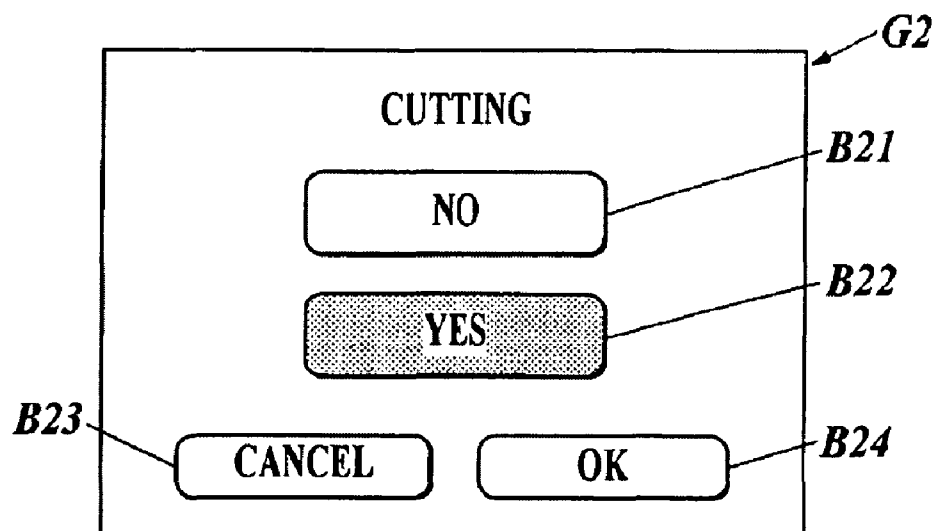 G2
CUTTING
B21
NO
B22
YES
B23
CANCEL
OK
B24